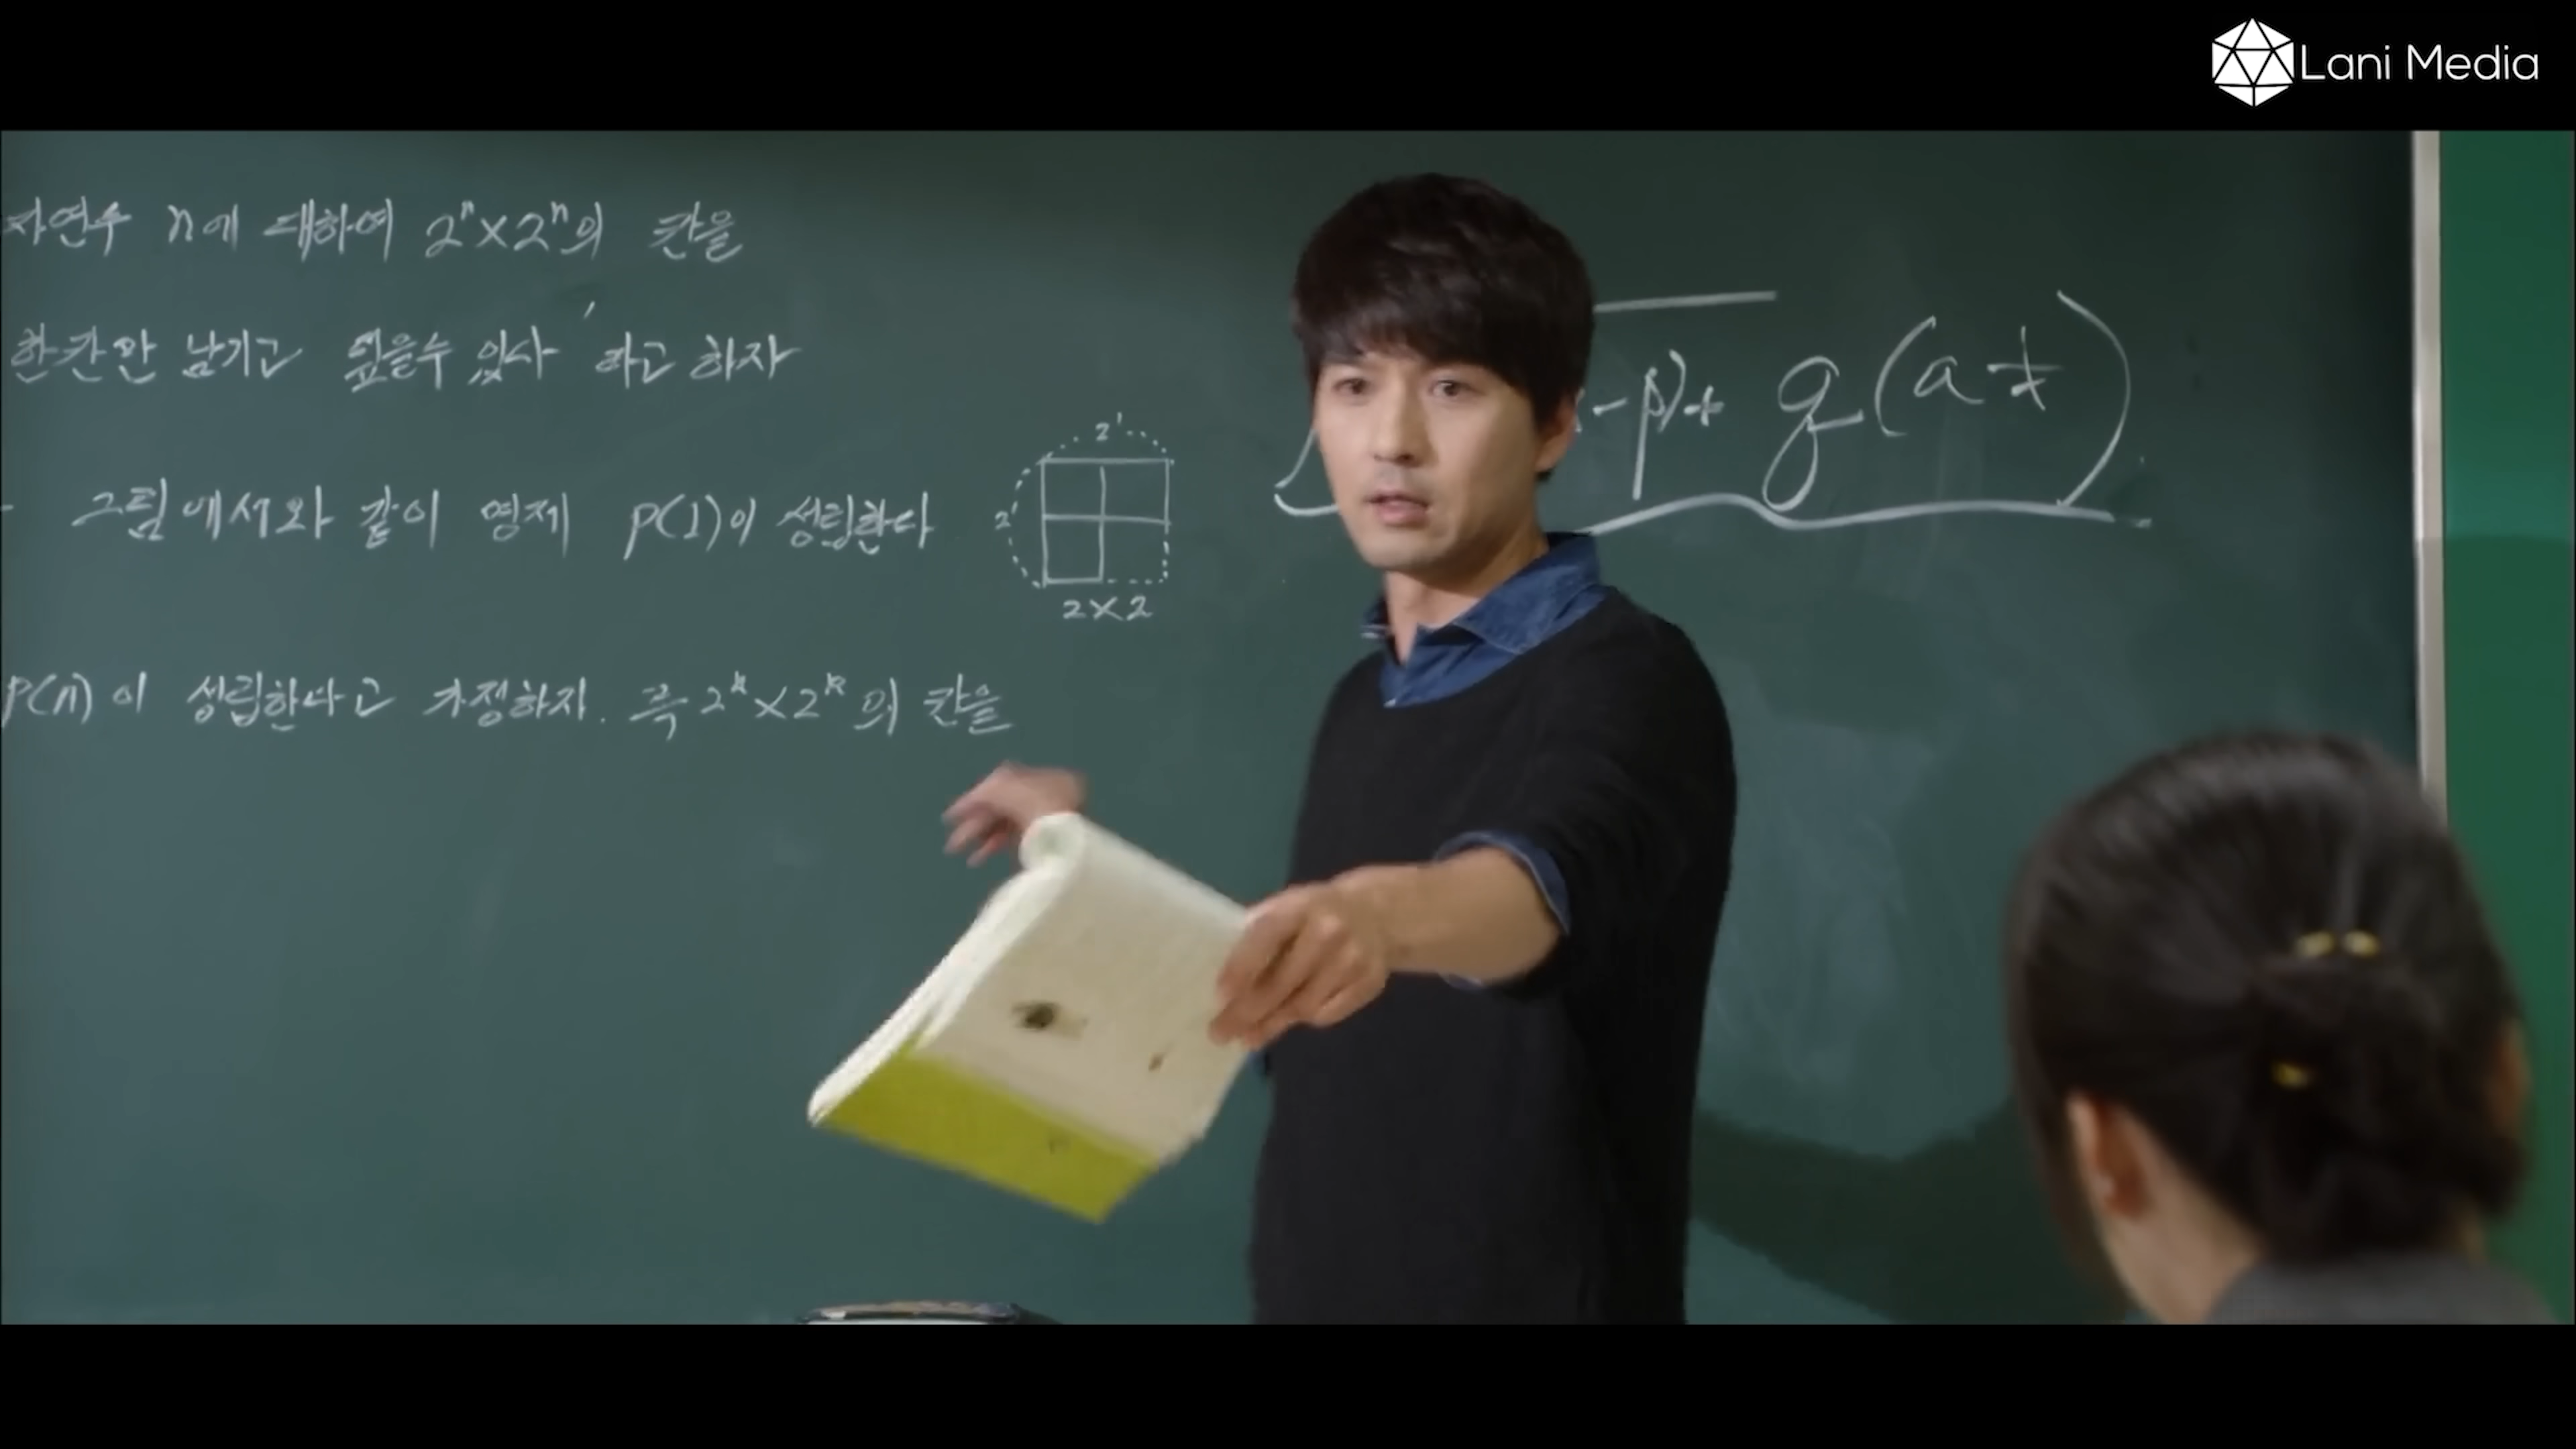 Lani Media
자연수 n에 대하여 2ⁿ×2ⁿ의 칸을
한칸만 남기고 덮을수 있사' 하고 하자
그림에서와 같이 명제 p(1)이 성립한다
2'
2'
2×2
P(n)이 성립한다고 가정하자. 즉 2ᵏ×2ᵏ의 칸을
-p)+ g(a